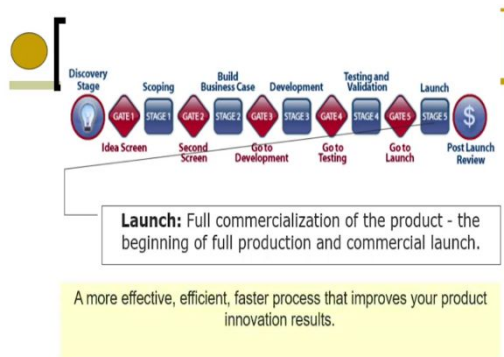 Discovery
Stage
Scoping
Build
Business Case
Development
Testing and
Validation
Launch
GATE 1
STAGE 1
GATE 2
STAGE 2
GATE 3
STAGE 3
GATE 4
STAGE 4
GATE 5
STAGE 5
$
Idea Screen
Second
Screen
Go to
Development
Go to
Testing
Go to
Launch
Post Launch
Review
Launch: Full commercialization of the product - the
beginning of full production and commercial launch.
A more effective, efficient, faster process that improves your product
innovation results.